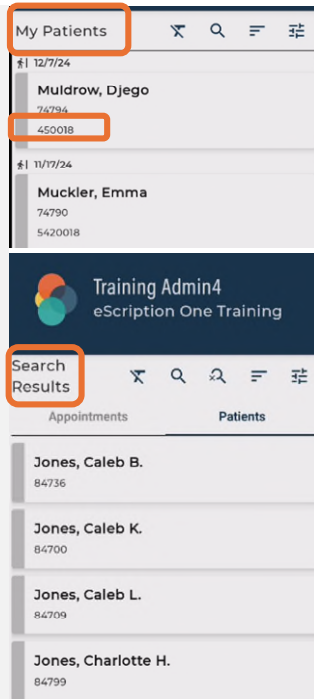 My Patients
12/7/24
Muldrow, Djego
74794
450018
11/17/24
Muckler, Emma
74790
5420018
Training Admin4
eScription One Training
Search
Results
Appointments Patients
Jones, Caleb B.
84736
Jones, Caleb K.
84700
Jones, Caleb L.
84709
Jones, Charlotte H.
84799